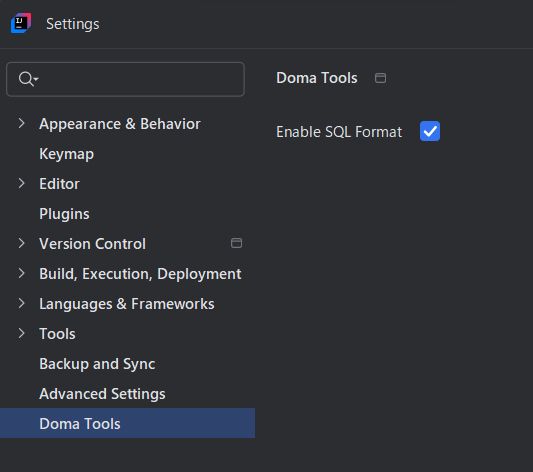 IJ
Settings
Doma Tools
Enable SQL Format
Appearance & Behavior
Keymap
Editor
Plugins
Version Control
Build, Execution, Deployment
Languages & Frameworks
Tools
Backup and Sync
Advanced Settings
Doma Tools